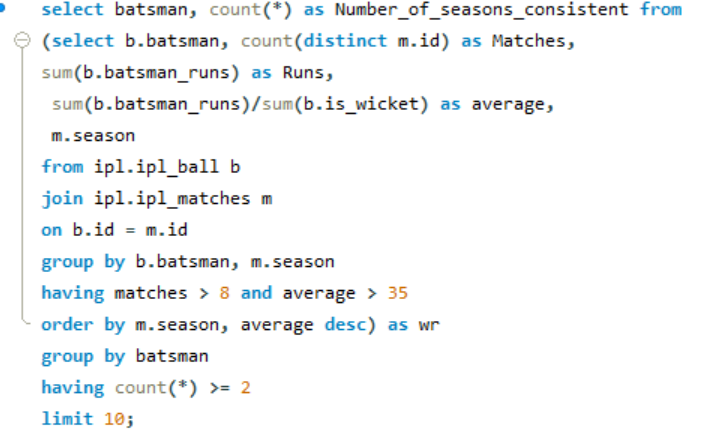 select batsman, count(*) as Number_of_seasons_consistent from
(select b.batsman, count(distinct m.id) as Matches,
sum(b.batsman_runs) as Runs,
sum(b.batsman_runs)/sum(b.is_wicket) as average,
m.season
from ipl.ipl_ball b
join ipl.ipl_matches m
on b.id = m.id
group by b.batsman, m.season
having matches > 8 and average > 35
order by m.season, average desc) as wr
group by batsman
having count(*) >= 2
limit 10;